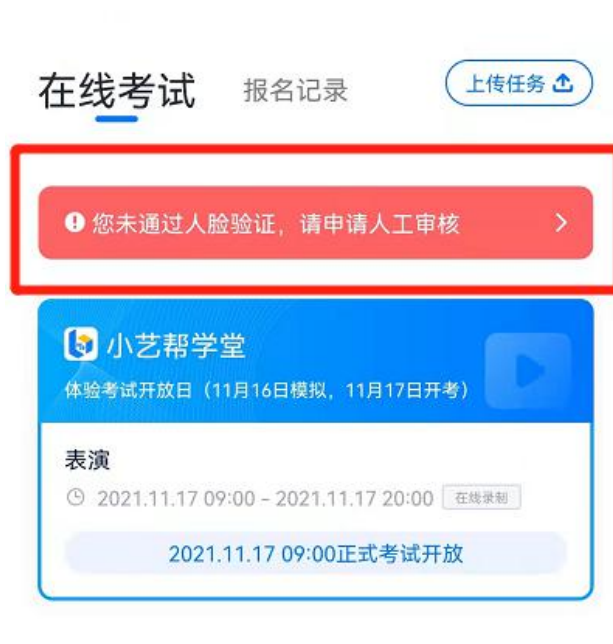 在线考试
报名记录
上传任务
您未通过人脸验证，请申请人工审核
小艺帮学堂
体验考试开放日（11月16日模拟，11月17日开考）
表演
2021.11.17 09:00 - 2021.11.17 20:00
在线录制
2021.11.17 09:00正式考试开放